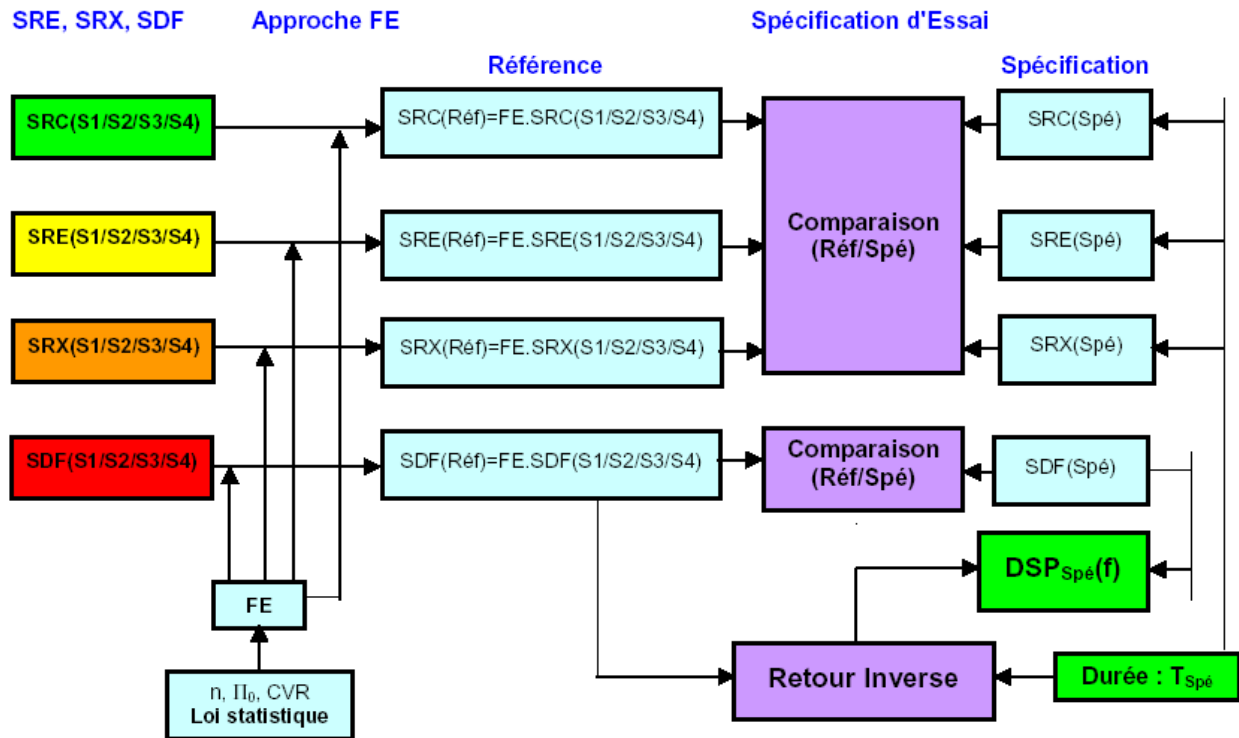 SRE, SRX, SDF
Approche FE
Spécification d'Essai
Référence
Spécification
SRC(S1/S2/S3/S4)
SRC(Réf)=FE.SRC(S1/S2/S3/S4)
SRC(Spé)
SRE(S1/S2/S3/S4)
SRE(Réf)=FE.SRE(S1/S2/S3/S4)
Comparaison
(Réf/Spé)
SRE(Spé)
SRX(S1/S2/S3/S4)
SRX(Réf)=FE.SRX(S1/S2/S3/S4)
SRX(Spé)
SDF(S1/S2/S3/S4)
SDF(Réf)=FE.SDF(S1/S2/S3/S4)
Comparaison
(Réf/Spé)
SDF(Spé)
DSPSpé(f)
FE
Retour Inverse
Durée : TSpé
n, Π0, CVR
Loi statistique